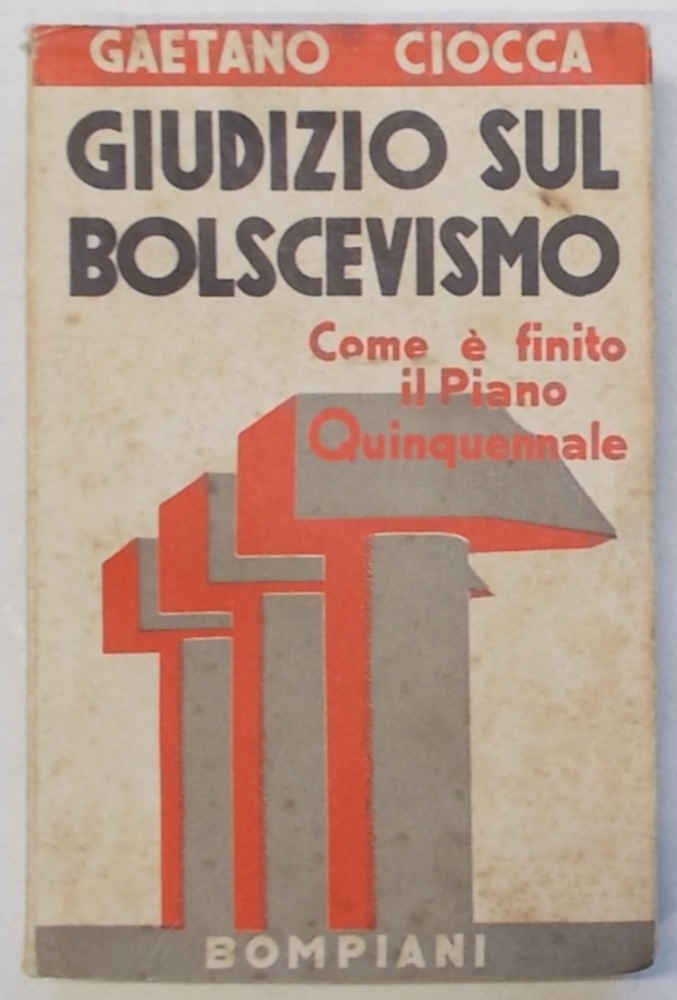 GAETANO CIOCCA
GIUDIZIO SUL
BOLSCEVISMO
Come è finito
il Piano
Quinquennale
BOMPIANI